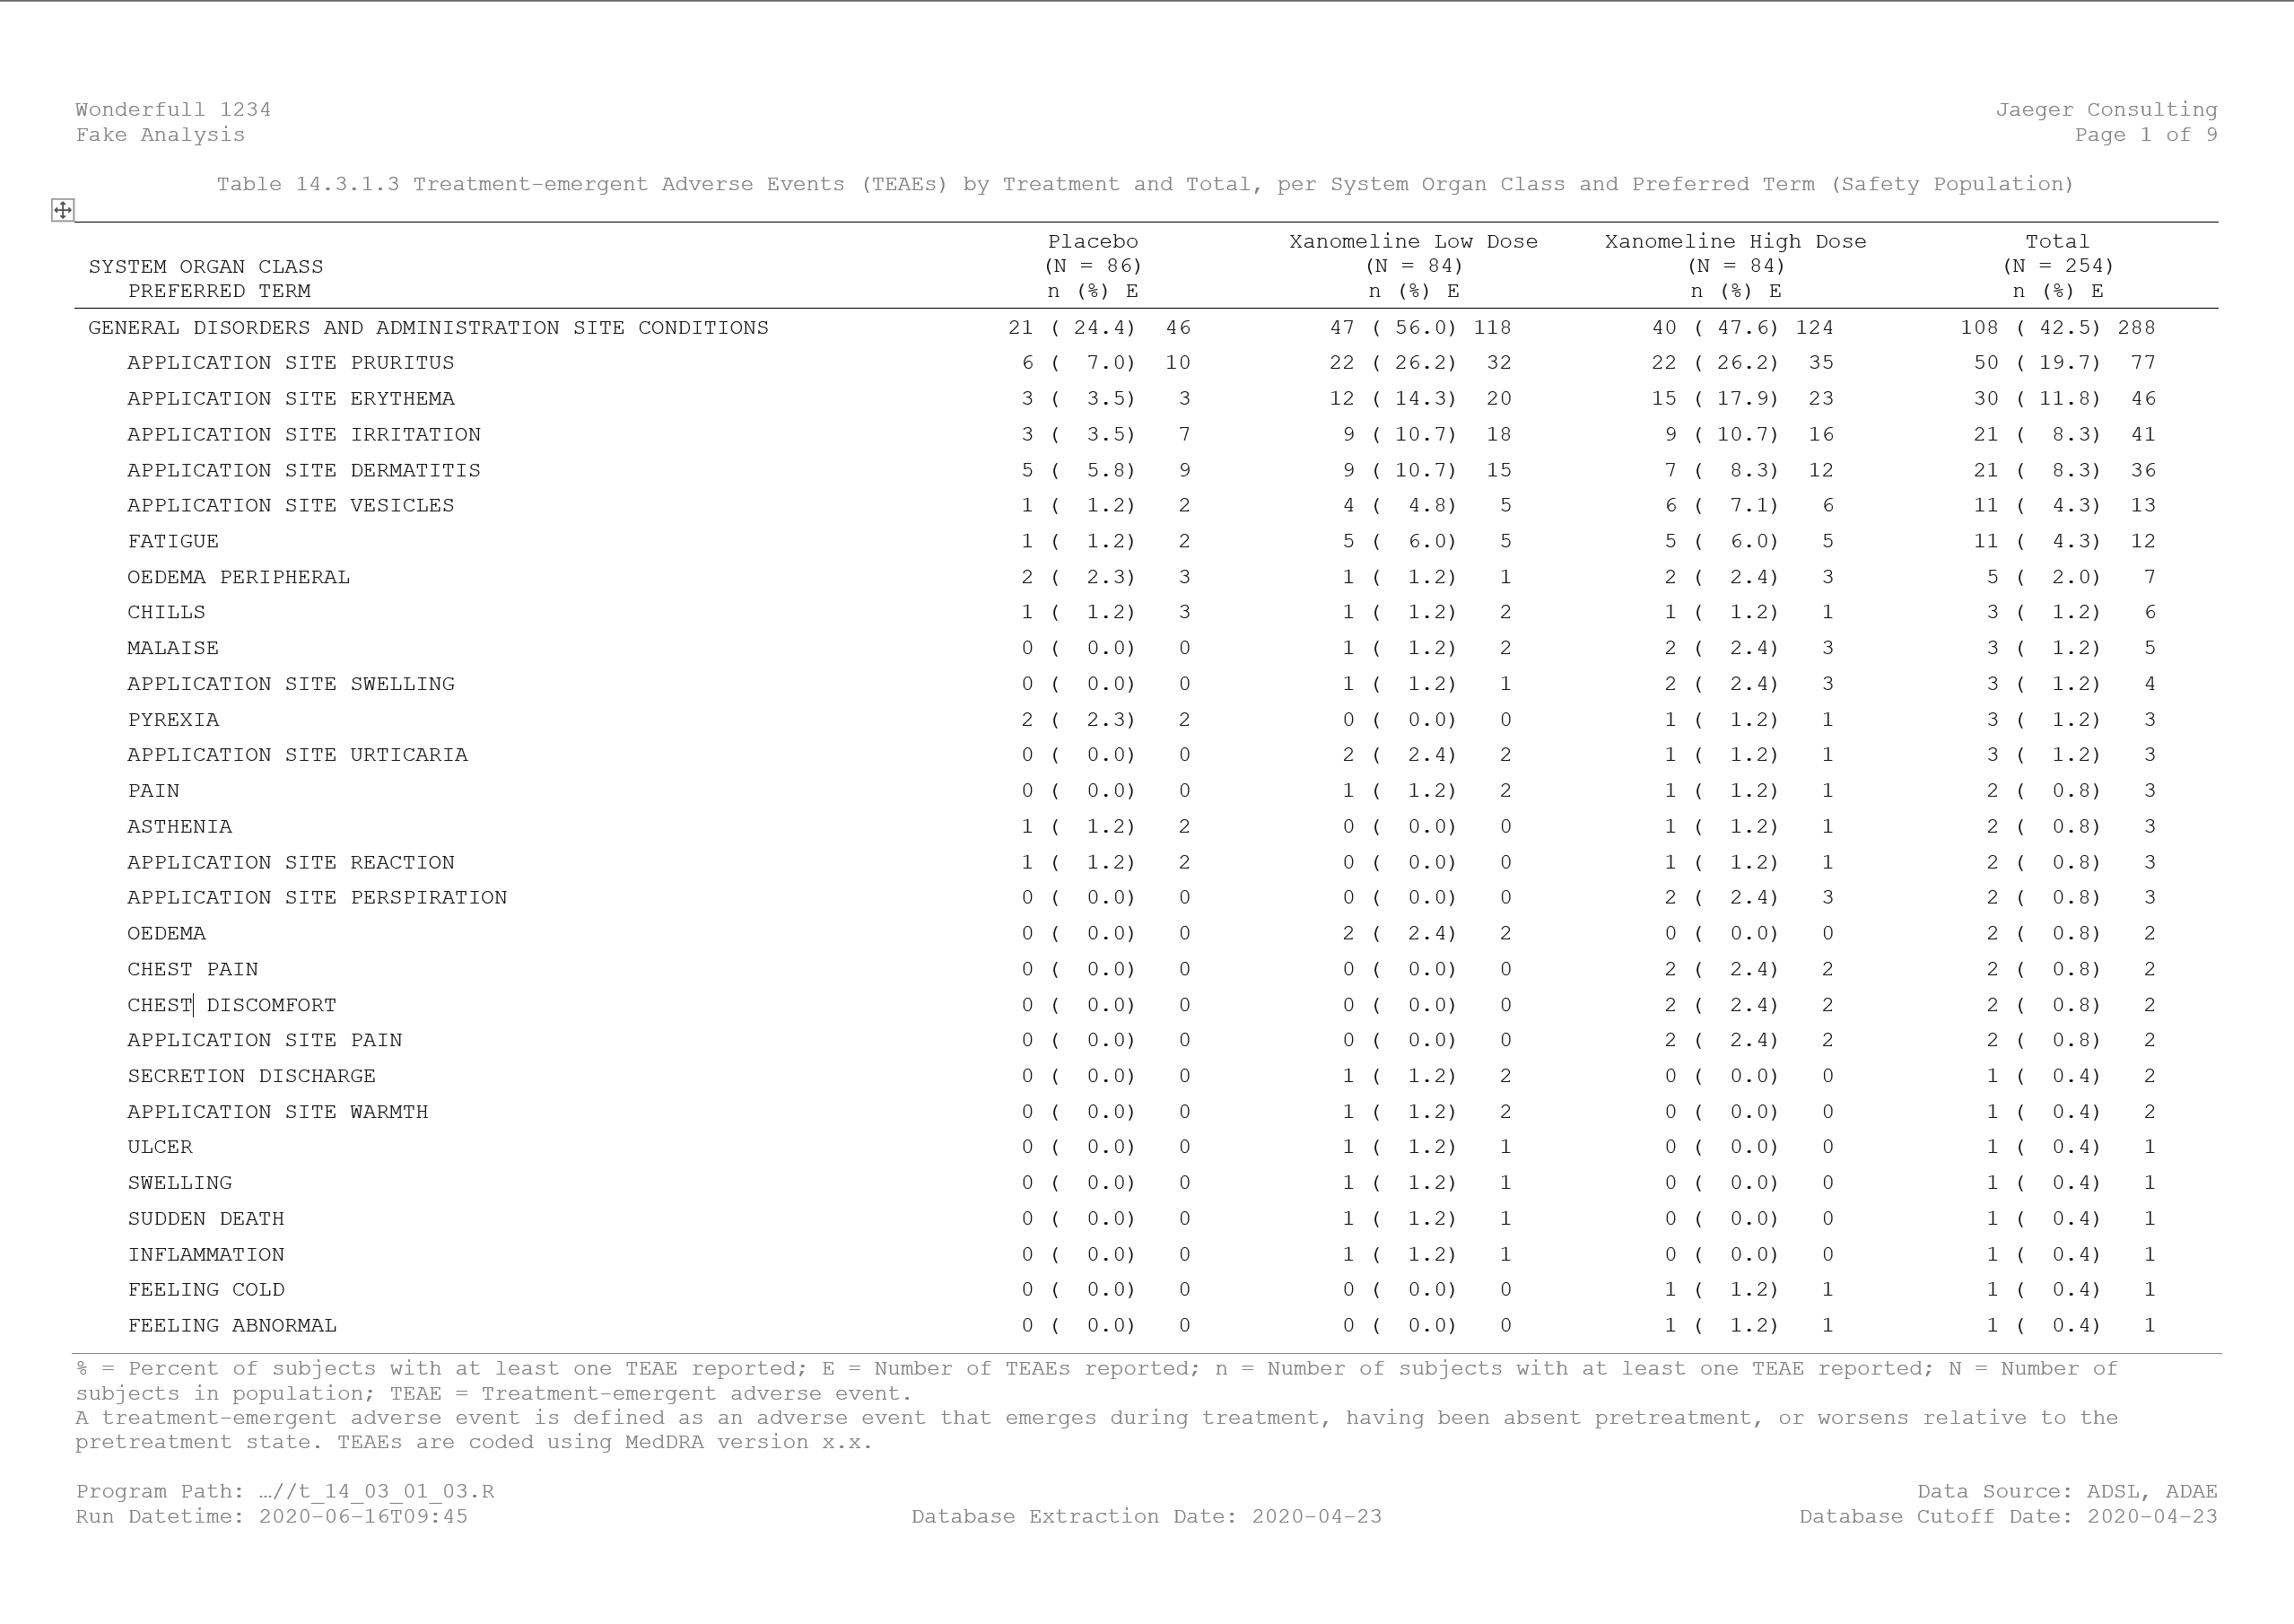 Wonderfull 1234 Jaeger Consulting
Fake Analysis Page 1 of 9
Table 14.3.1.3 Treatment-emergent Adverse Events (TEAEs) by Treatment and Total, per System Organ Class and Preferred Term (Safety Population)
Placebo Xanomeline Low Dose Xanomeline High Dose Total
SYSTEM ORGAN CLASS (N = 86) (N = 84) (N = 84) (N = 254)
PREFERRED TERM n (%) E n (%) E n (%) E n (%) E
GENERAL DISORDERS AND ADMINISTRATION SITE CONDITIONS 21 ( 24.4) 46 47 ( 56.0) 118 40 ( 47.6) 124 108 ( 42.5) 288
APPLICATION SITE PRURITUS 6 ( 7.0) 10 22 ( 26.2) 32 22 ( 26.2) 35 50 ( 19.7) 77
APPLICATION SITE ERYTHEMA 3 ( 3.5) 3 12 ( 14.3) 20 15 ( 17.9) 23 30 ( 11.8) 46
APPLICATION SITE IRRITATION 3 ( 3.5) 7 9 ( 10.7) 18 9 ( 10.7) 16 21 ( 8.3) 41
APPLICATION SITE DERMATITIS 5 ( 5.8) 9 9 ( 10.7) 15 7 ( 8.3) 12 21 ( 8.3) 36
APPLICATION SITE VESICLES 1 ( 1.2) 2 4 ( 4.8) 5 6 ( 7.1) 6 11 ( 4.3) 13
FATIGUE 1 ( 1.2) 2 5 ( 6.0) 5 5 ( 6.0) 5 11 ( 4.3) 12
OEDEMA PERIPHERAL 2 ( 2.3) 3 1 ( 1.2) 1 2 ( 2.4) 3 5 ( 2.0) 7
CHILLS 1 ( 1.2) 3 1 ( 1.2) 2 1 ( 1.2) 1 3 ( 1.2) 6
MALAISE 0 ( 0.0) 0 1 ( 1.2) 2 2 ( 2.4) 3 3 ( 1.2) 5
APPLICATION SITE SWELLING 0 ( 0.0) 0 1 ( 1.2) 1 2 ( 2.4) 3 3 ( 1.2) 4
PYREXIA 2 ( 2.3) 2 0 ( 0.0) 0 1 ( 1.2) 1 3 ( 1.2) 3
APPLICATION SITE URTICARIA 0 ( 0.0) 0 2 ( 2.4) 2 1 ( 1.2) 1 3 ( 1.2) 3
PAIN 0 ( 0.0) 0 1 ( 1.2) 2 1 ( 1.2) 1 2 ( 0.8) 3
ASTHENIA 1 ( 1.2) 2 0 ( 0.0) 0 1 ( 1.2) 1 2 ( 0.8) 3
APPLICATION SITE REACTION 1 ( 1.2) 2 0 ( 0.0) 0 1 ( 1.2) 1 2 ( 0.8) 3
APPLICATION SITE PERSPIRATION 0 ( 0.0) 0 0 ( 0.0) 0 2 ( 2.4) 3 2 ( 0.8) 3
OEDEMA 0 ( 0.0) 0 2 ( 2.4) 2 0 ( 0.0) 0 2 ( 0.8) 2
CHEST PAIN 0 ( 0.0) 0 0 ( 0.0) 0 2 ( 2.4) 2 2 ( 0.8) 2
CHEST DISCOMFORT 0 ( 0.0) 0 0 ( 0.0) 0 2 ( 2.4) 2 2 ( 0.8) 2
APPLICATION SITE PAIN 0 ( 0.0) 0 0 ( 0.0) 0 2 ( 2.4) 2 2 ( 0.8) 2
SECRETION DISCHARGE 0 ( 0.0) 0 1 ( 1.2) 2 0 ( 0.0) 0 1 ( 0.4) 2
APPLICATION SITE WARMTH 0 ( 0.0) 0 1 ( 1.2) 2 0 ( 0.0) 0 1 ( 0.4) 2
ULCER 0 ( 0.0) 0 1 ( 1.2) 1 0 ( 0.0) 0 1 ( 0.4) 1
SWELLING 0 ( 0.0) 0 1 ( 1.2) 1 0 ( 0.0) 0 1 ( 0.4) 1
SUDDEN DEATH 0 ( 0.0) 0 1 ( 1.2) 1 0 ( 0.0) 0 1 ( 0.4) 1
INFLAMMATION 0 ( 0.0) 0 1 ( 1.2) 1 0 ( 0.0) 0 1 ( 0.4) 1
FEELING COLD 0 ( 0.0) 0 0 ( 0.0) 0 1 ( 1.2) 1 1 ( 0.4) 1
FEELING ABNORMAL 0 ( 0.0) 0 0 ( 0.0) 0 1 ( 1.2) 1 1 ( 0.4) 1
% = Percent of subjects with at least one TEAE reported; E = Number of TEAEs reported; n = Number of subjects with at least one TEAE reported; N = Number of
subjects in population; TEAE = Treatment-emergent adverse event.
A treatment-emergent adverse event is defined as an adverse event that emerges during treatment, having been absent pretreatment, or worsens relative to the
pretreatment state. TEAEs are coded using MedDRA version x.x.
Program Path: …//t_14_03_01_03.R Data Source: ADSL, ADAE
Run Datetime: 2020-06-16T09:45 Database Extraction Date: 2020-04-23 Database Cutoff Date: 2020-04-23